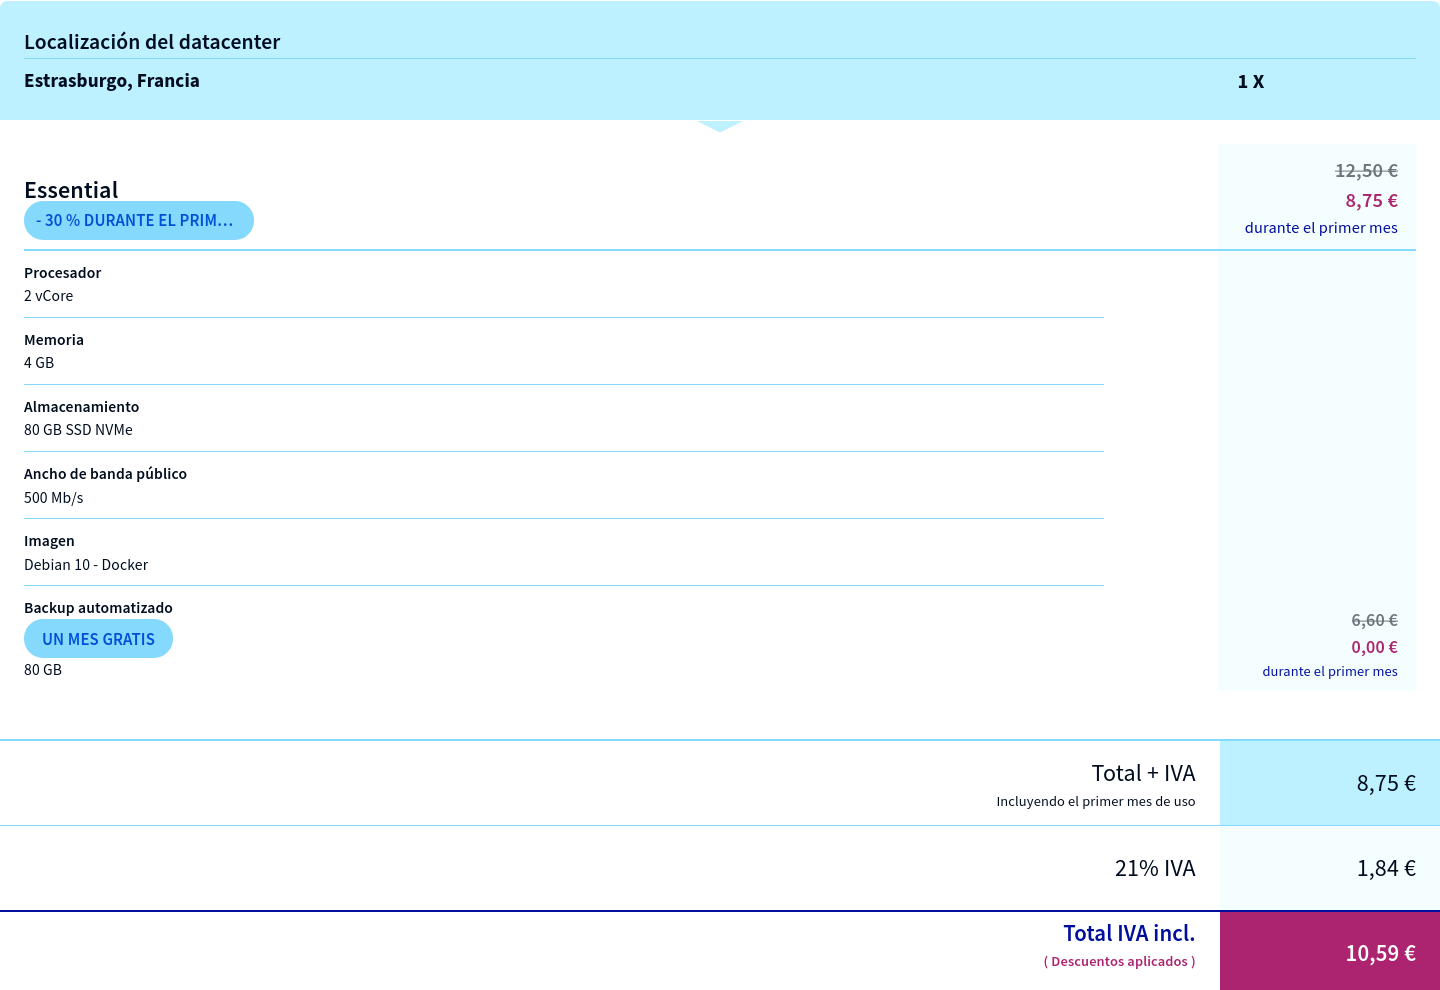 Localización del datacenter
Estrasburgo, Francia
1 X
Essential
- 30 % DURANTE EL PRIM…
12,50 €
8,75 €
durante el primer mes
Procesador
2 vCore
Memoria
4 GB
Almacenamiento
80 GB SSD NVMe
Ancho de banda público
500 Mb/s
Imagen
Debian 10 - Docker
Backup automatizado
UN MES GRATIS
80 GB
6,60 €
0,00 €
durante el primer mes
Total + IVA
Incluyendo el primer mes de uso
8,75 €
21% IVA
1,84 €
Total IVA incl.
( Descuentos aplicados )
10,59 €